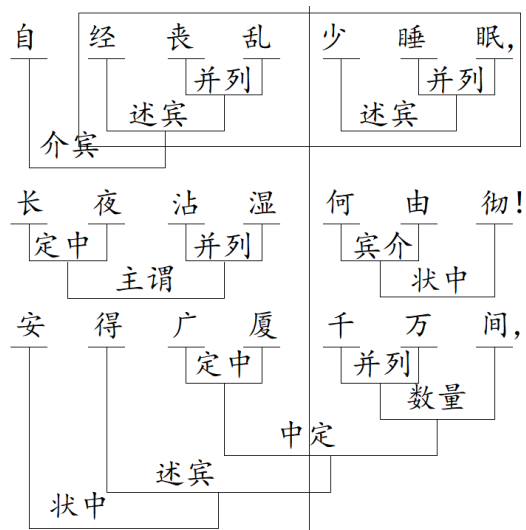 自经丧乱少睡眠，
并列 并列
述宾 述宾
介宾
长夜沾湿何由彻！
定中 并列 宾介
主谓 状中
安得广厦千万间，
定中 并列
数量
中定
述宾
状中